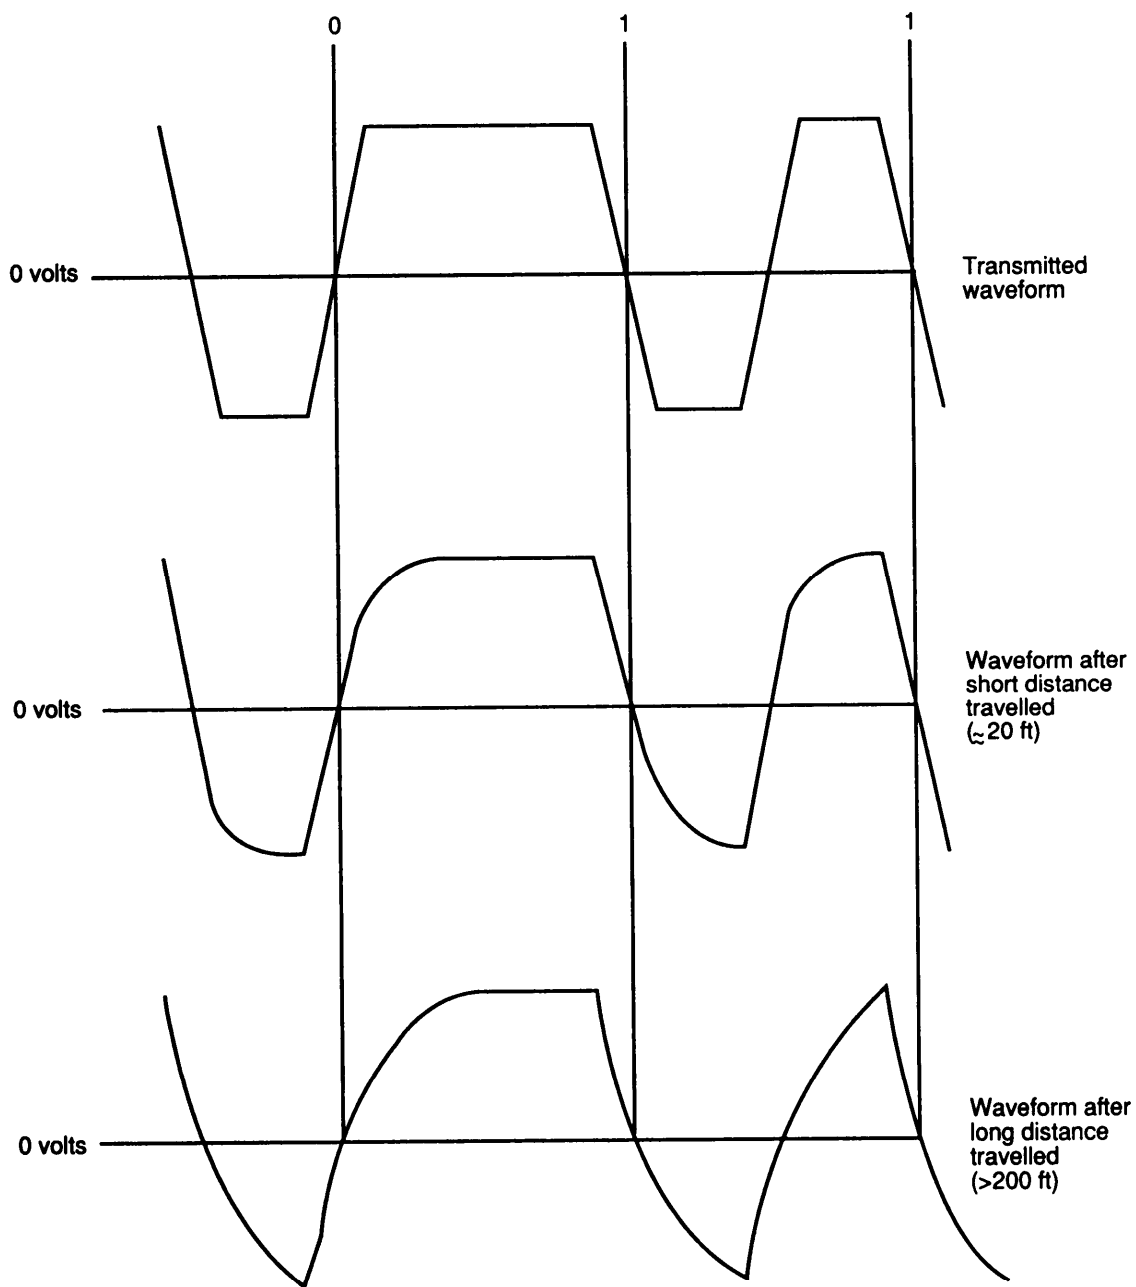 0 1 1
0 volts
Transmitted
waveform
0 volts
Waveform after
short distance
travelled
(≈20 ft)
0 volts
Waveform after
long distance
travelled
(>200 ft)